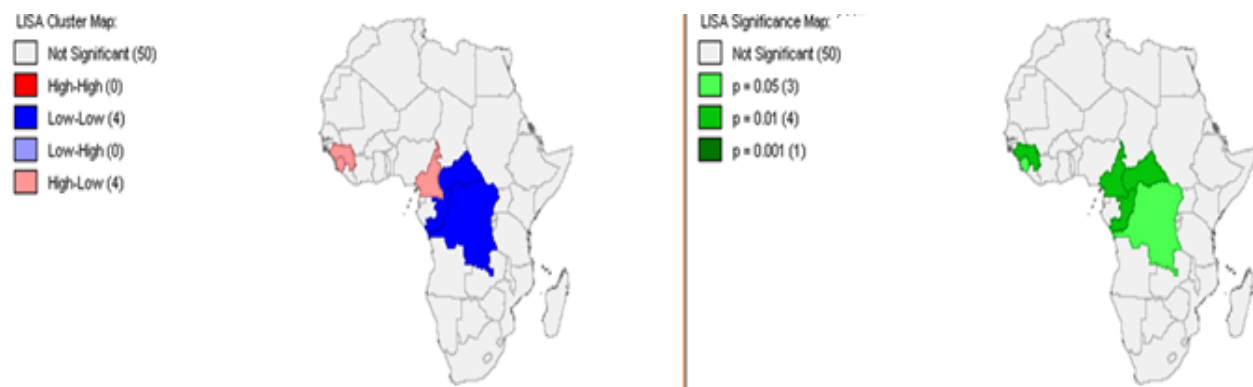 LISA Cluster Map:
Not Significant (50)
High-High (0)
Low-Low (4)
Low-High (0)
High-Low (4)
LISA Significance Map:
Not Significant (50)
p = 0.05 (3)
p = 0.01 (4)
p = 0.001 (1)